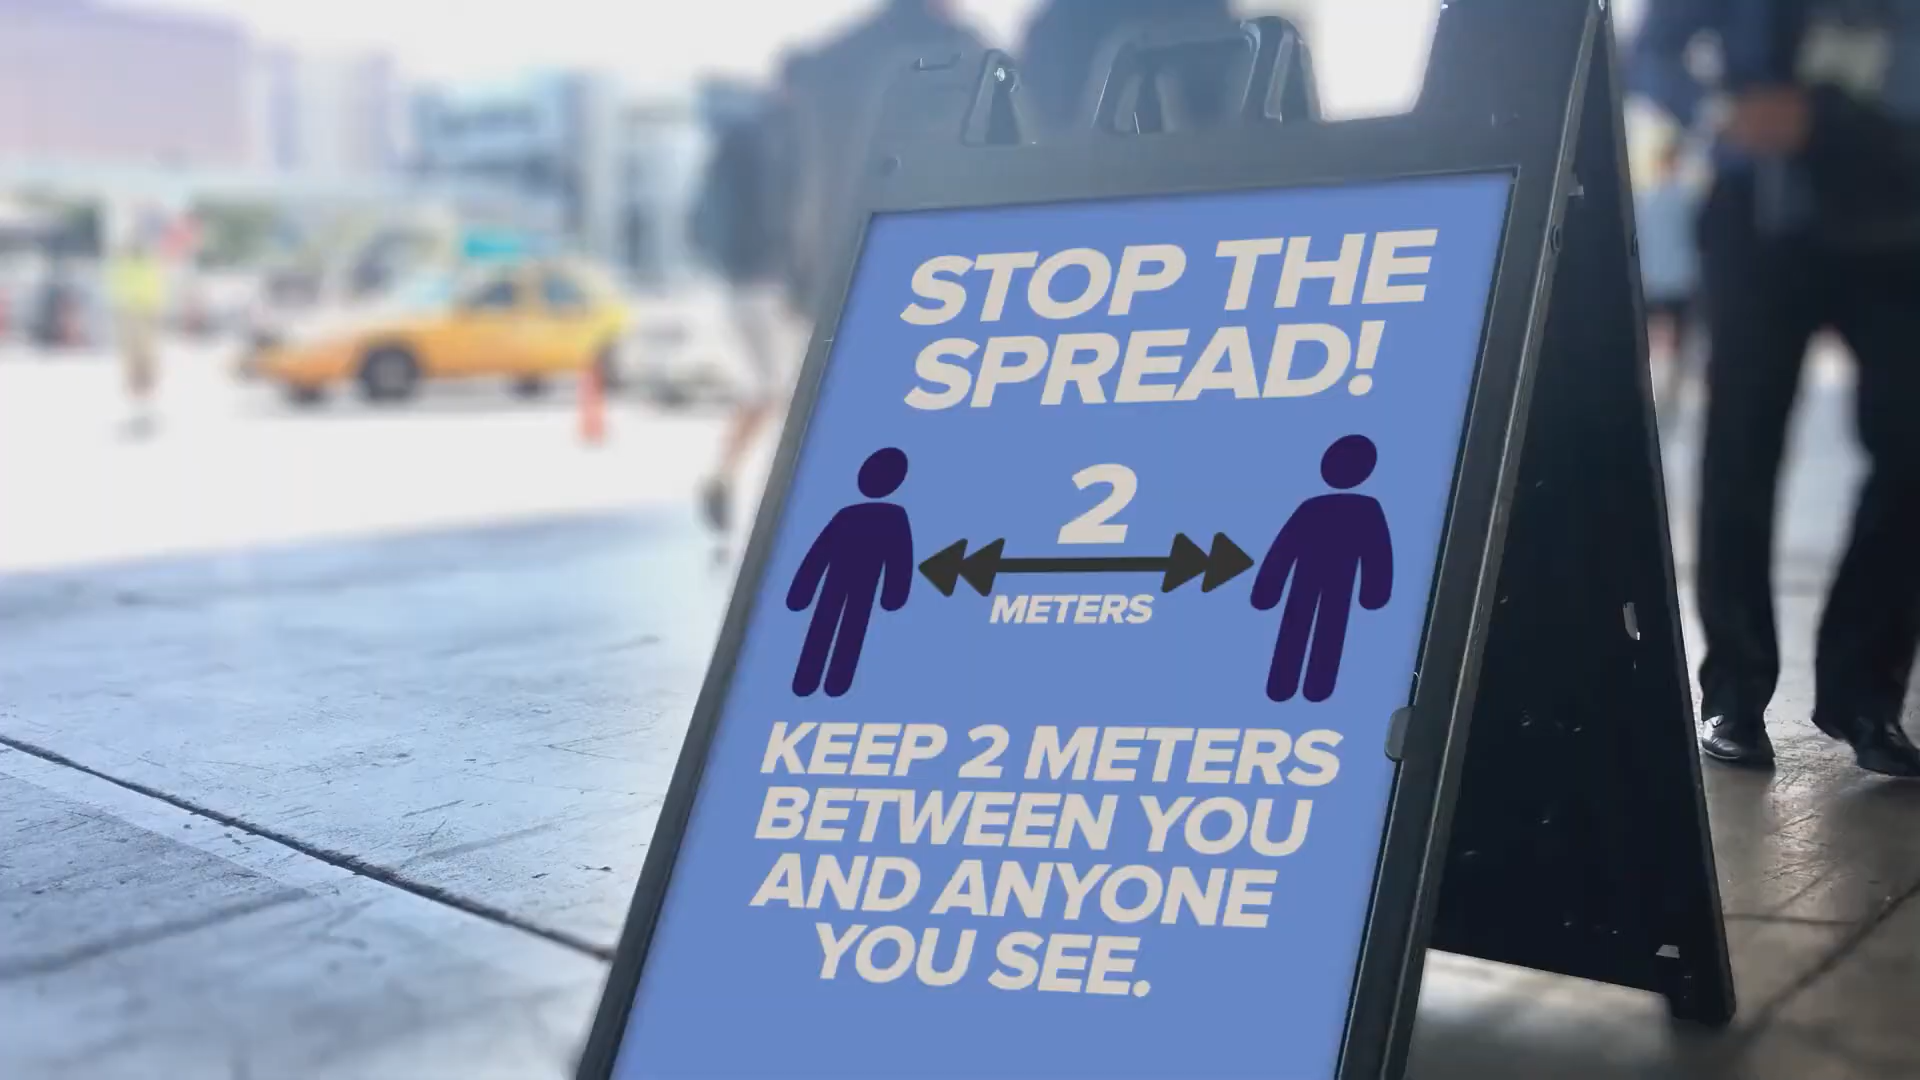 STOP THE
SPREAD!
2
METERS
KEEP 2 METERS
BETWEEN YOU
AND ANYONE
YOU SEE.